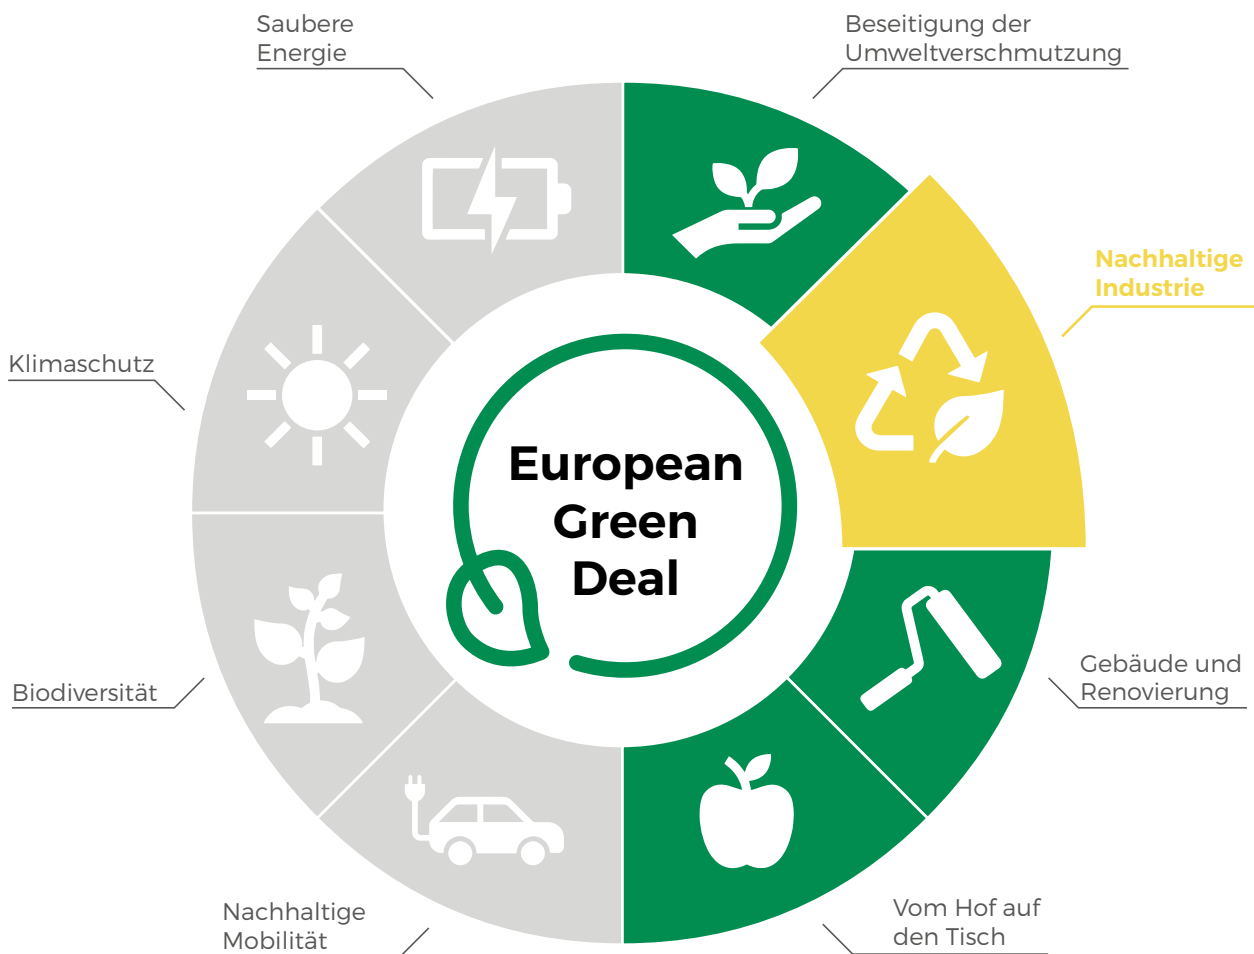 Saubere
Energie
Beseitigung der
Umweltverschmutzung
Nachhaltige
Industrie
Klimaschutz
European
Green
Deal
Gebäude und
Renovierung
Biodiversität
Nachhaltige
Mobilität
Vom Hof auf
den Tisch